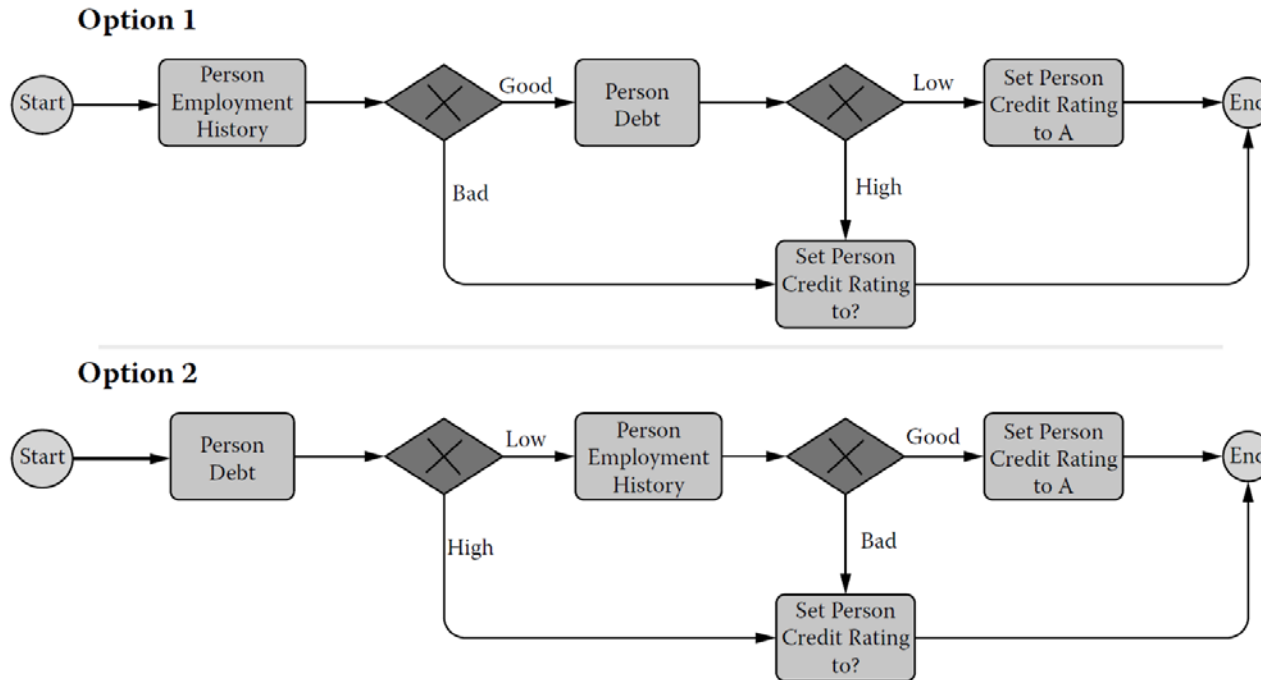 Option 1
Start
Person
Employment
History
Good
Bad
Person
Debt
Low
High
Set Person
Credit Rating
to A
Set Person
Credit Rating
to?
End
Option 2
Start
Person
Debt
Low
High
Person
Employment
History
Good
Bad
Set Person
Credit Rating
to A
Set Person
Credit Rating
to?
End